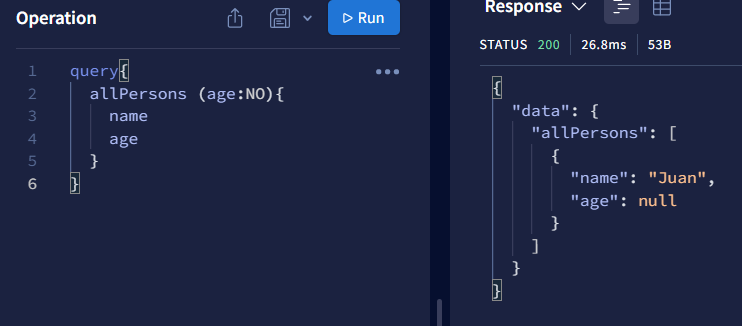 Operation
Run
1 query{
2 allPersons (age:NO){
3 name
4 age
5 }
6 }
Response
STATUS 200 26.8ms 53B
{
"data": {
"allPersons": [
{
"name": "Juan",
"age": null
}
]
}
}